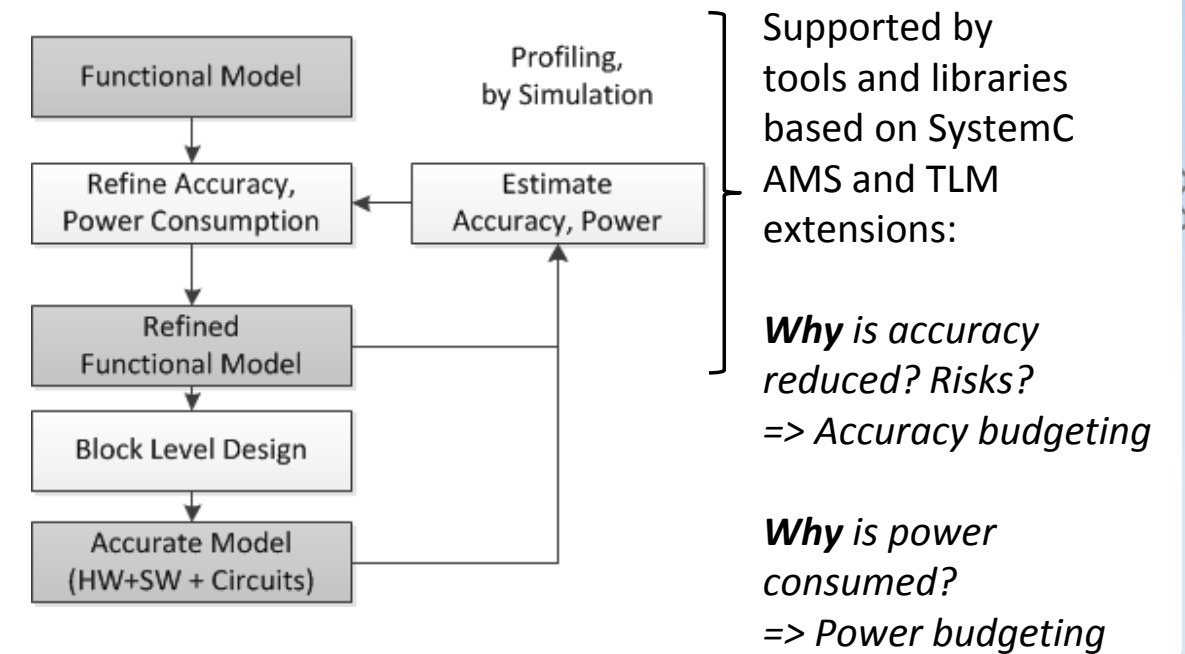 Functional Model
Profiling,
by Simulation
Refine Accuracy,
Power Consumption
Estimate
Accuracy, Power
Refined
Functional Model
Block Level Design
Accurate Model
(HW+SW + Circuits)
Supported by
tools and libraries
based on SystemC
AMS and TLM
extensions:
Why is accuracy
reduced? Risks?
=> Accuracy budgeting
Why is power
consumed?
=> Power budgeting